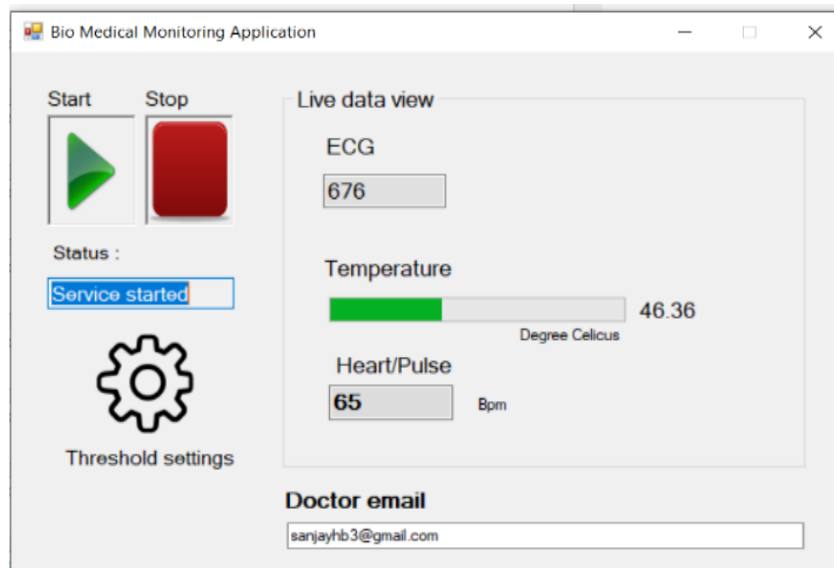 Bio Medical Monitoring Application
Start Stop
Status :
Service started
Threshold settings
Live data view
ECG
676
Temperature
46.36
Degree Celicus
Heart/Pulse
65 Bpm
Doctor email
sanjayhb3@gmail.com